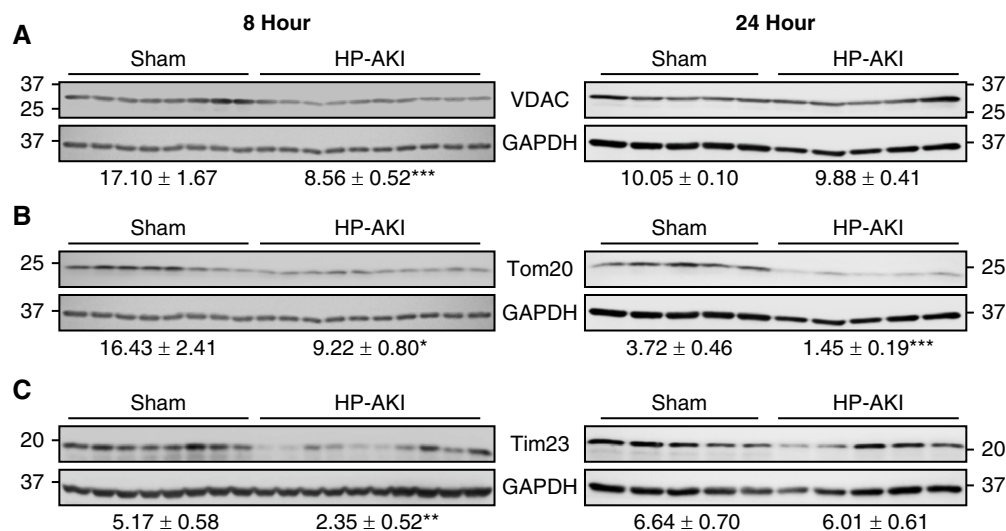 8 Hour 24 Hour
A
Sham HP-AKI Sham HP-AKI
37 37
25 VDAC 25
37 GAPDH 37
17.10 ± 1.67 8.56 ± 0.52*** 10.05 ± 0.10 9.88 ± 0.41
B
Sham HP-AKI Sham HP-AKI
25 Tom20 25
37 GAPDH 37
16.43 ± 2.41 9.22 ± 0.80* 3.72 ± 0.46 1.45 ± 0.19***
C
Sham HP-AKI Sham HP-AKI
20 Tim23 20
37 GAPDH 37
5.17 ± 0.58 2.35 ± 0.52** 6.64 ± 0.70 6.01 ± 0.61